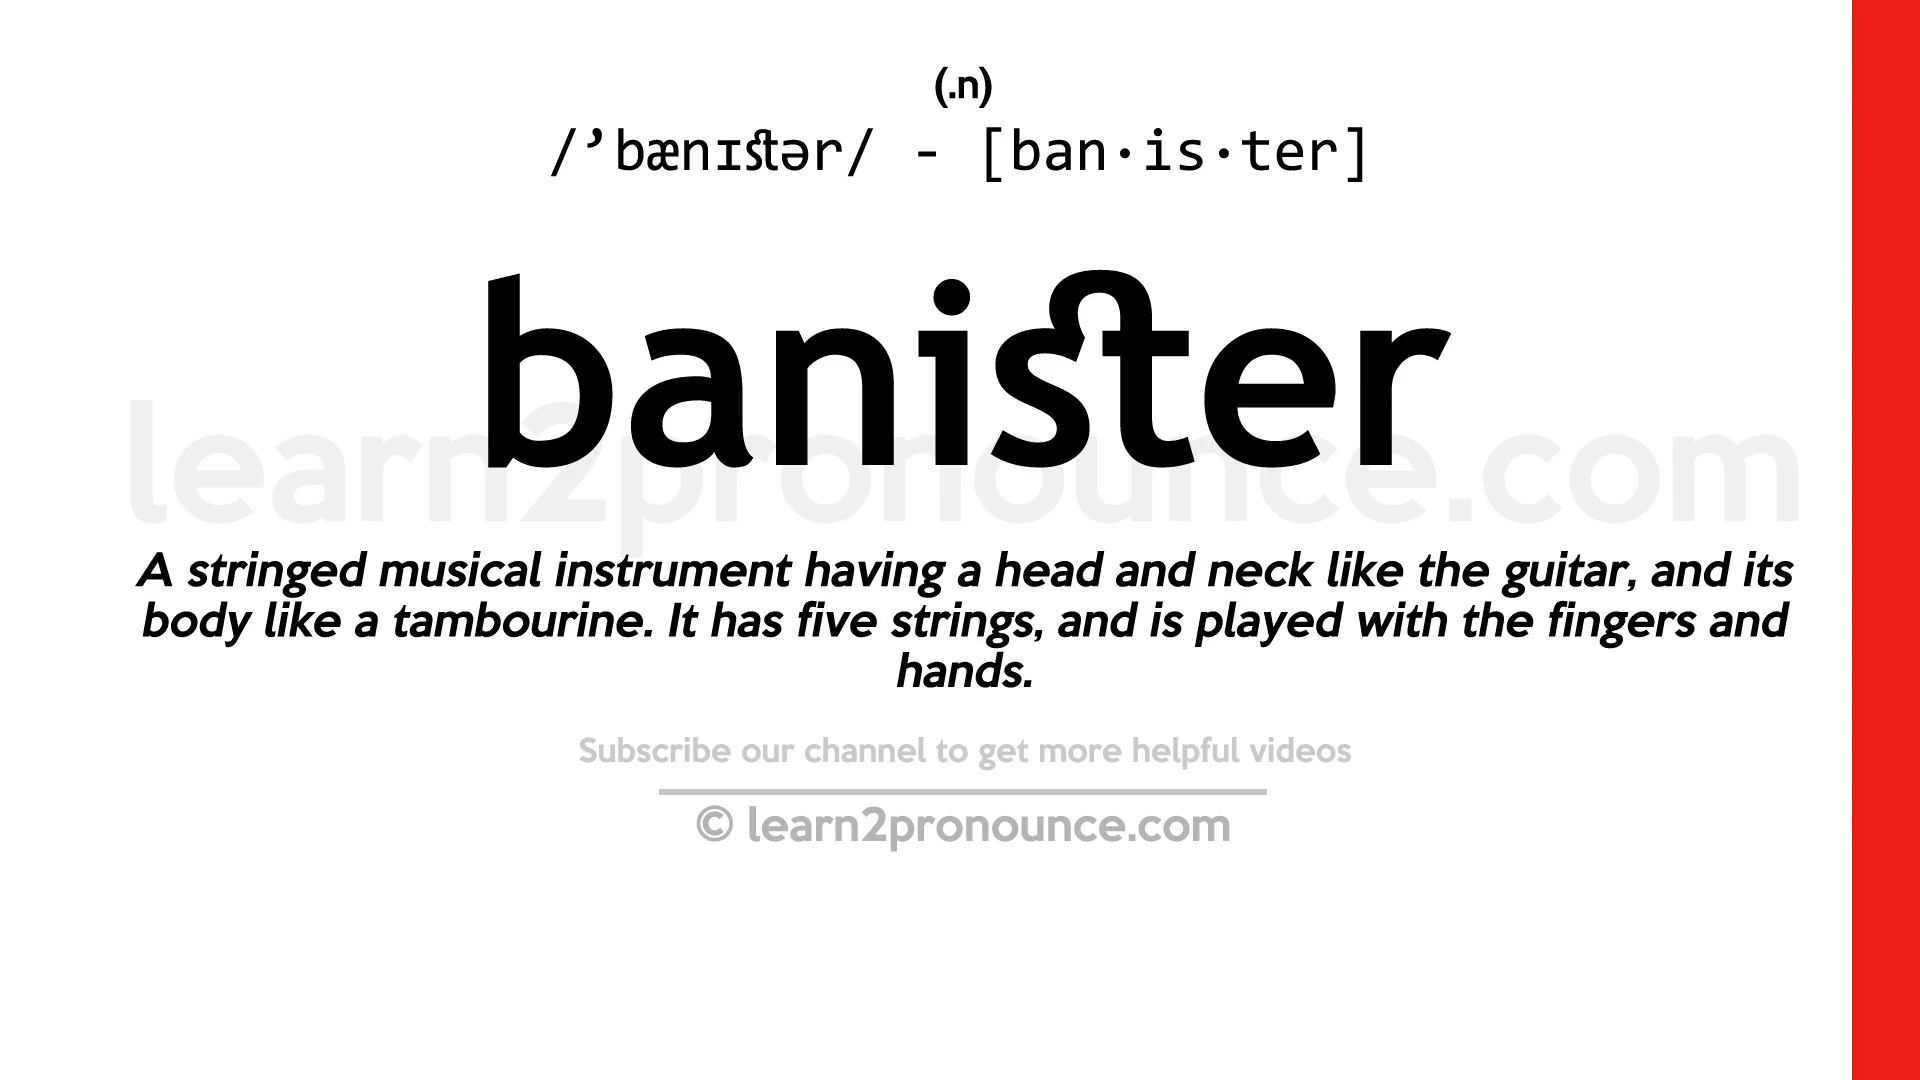 (.n)
/’bænɪstər/ - [ban·is·ter]
banister
learn2pronounce.com
A stringed musical instrument having a head and neck like the guitar, and its
body like a tambourine. It has five strings, and is played with the fingers and
hands.
Subscribe our channel to get more helpful videos
© learn2pronounce.com